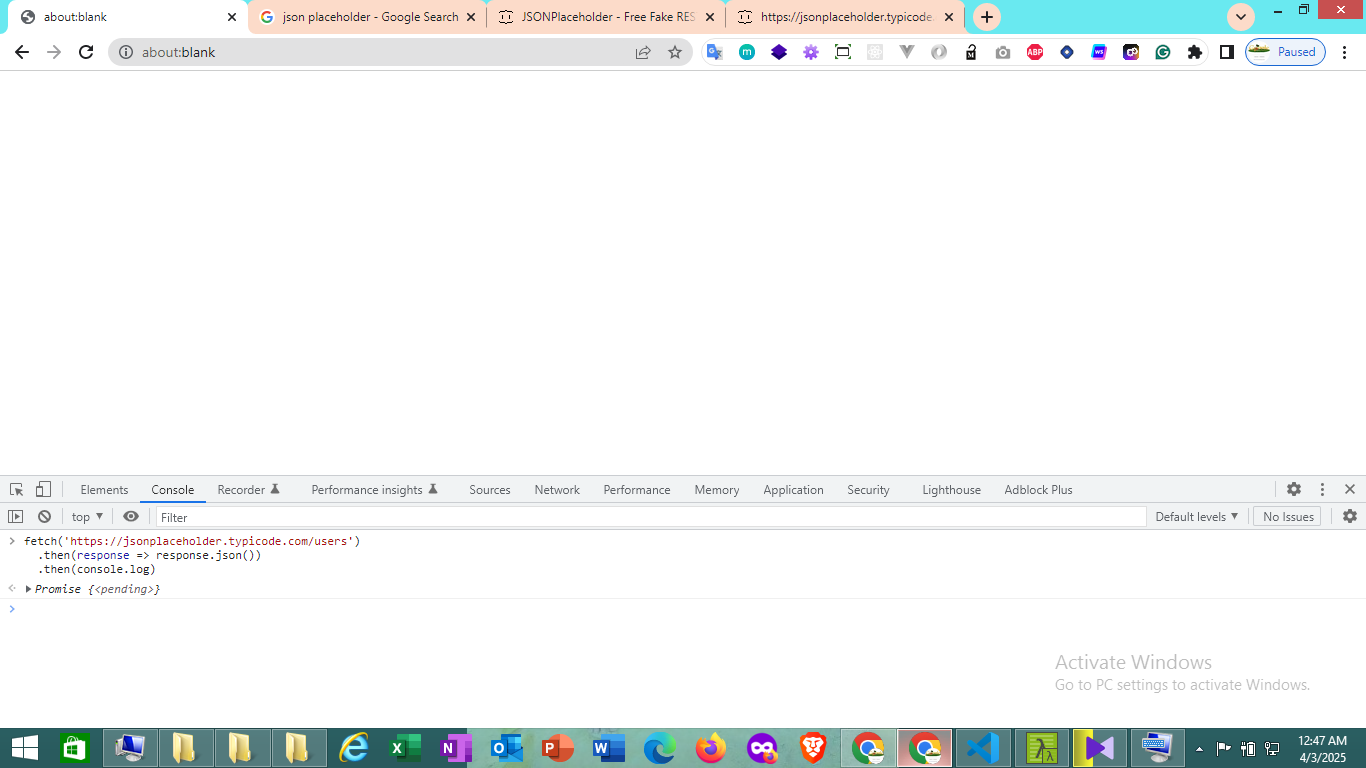 about:blank
json placeholder - Google Search
JSONPlaceholder - Free Fake RES
https://jsonplaceholder.typicode.
about:blank
Paused
Elements
Console
Recorder
Performance insights
Sources
Network
Performance
Memory
Application
Security
Lighthouse
Adblock Plus
top
Filter
Default levels
No Issues
fetch('https://jsonplaceholder.typicode.com/users')
.then(response => response.json())
.then(console.log)
Promise {<pending>}
Activate Windows
Go to PC settings to activate Windows.
12:47 AM
4/3/2025